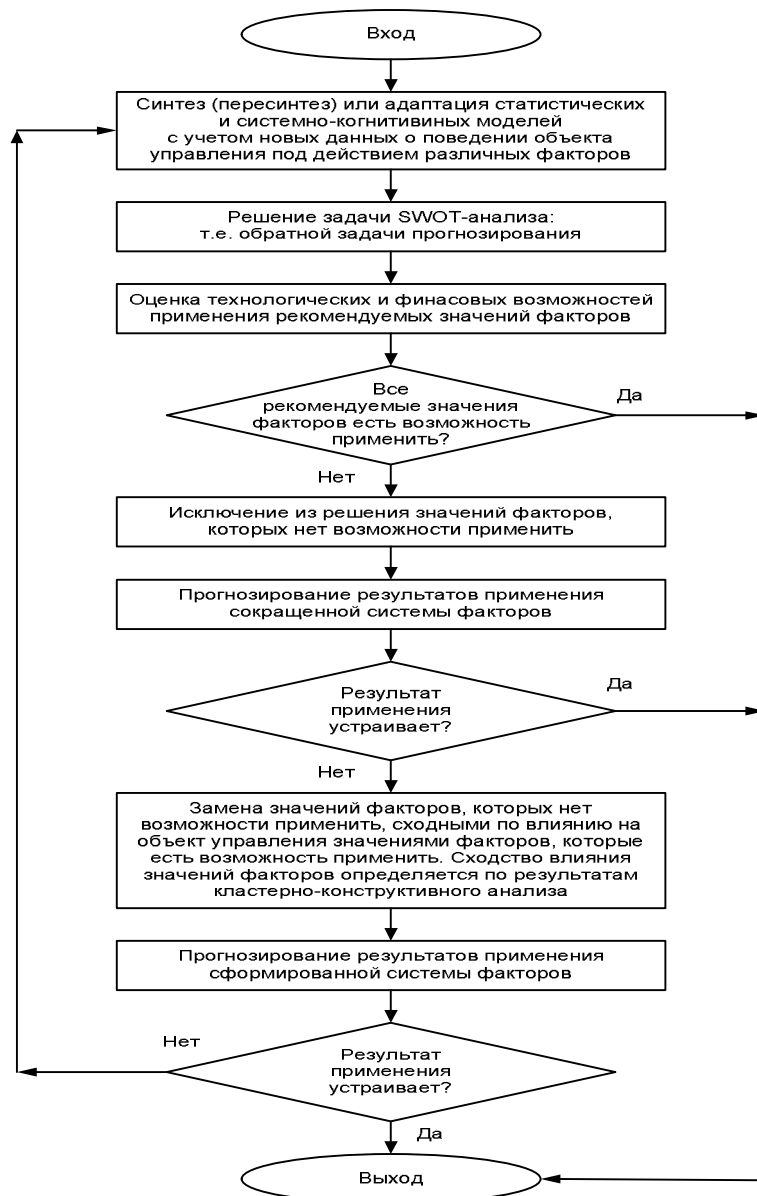 Вход
Синтез (пересинтез) или адаптация статистических
и системно-когнитивиных моделей
с учетом новых данных о поведении объекта
управления под действием различных факторов
Решение задачи SWOT-анализа:
т.е. обратной задачи прогнозирования
Оценка технологических и финасовых возможностей
применения рекомендуемых значений факторов
Все
рекомендуемые значения
факторов есть возможность
применить?
Да
Нет
Исключение из решения значений факторов,
которых нет возможности применить
Прогнозирование результатов применения
сокращенной системы факторов
Результат
применения
устраивает?
Да
Нет
Замена значений факторов, которых нет
возможности применить, сходными по влиянию на
объект управления значениями факторов, которые
есть возможность применить. Сходство влияния
значений факторов определяется по результатам
кластерно-конструктивного анализа
Прогнозирование результатов применения
сформированной системы факторов
Нет
Результат
применения
устраивает?
Да
Выход